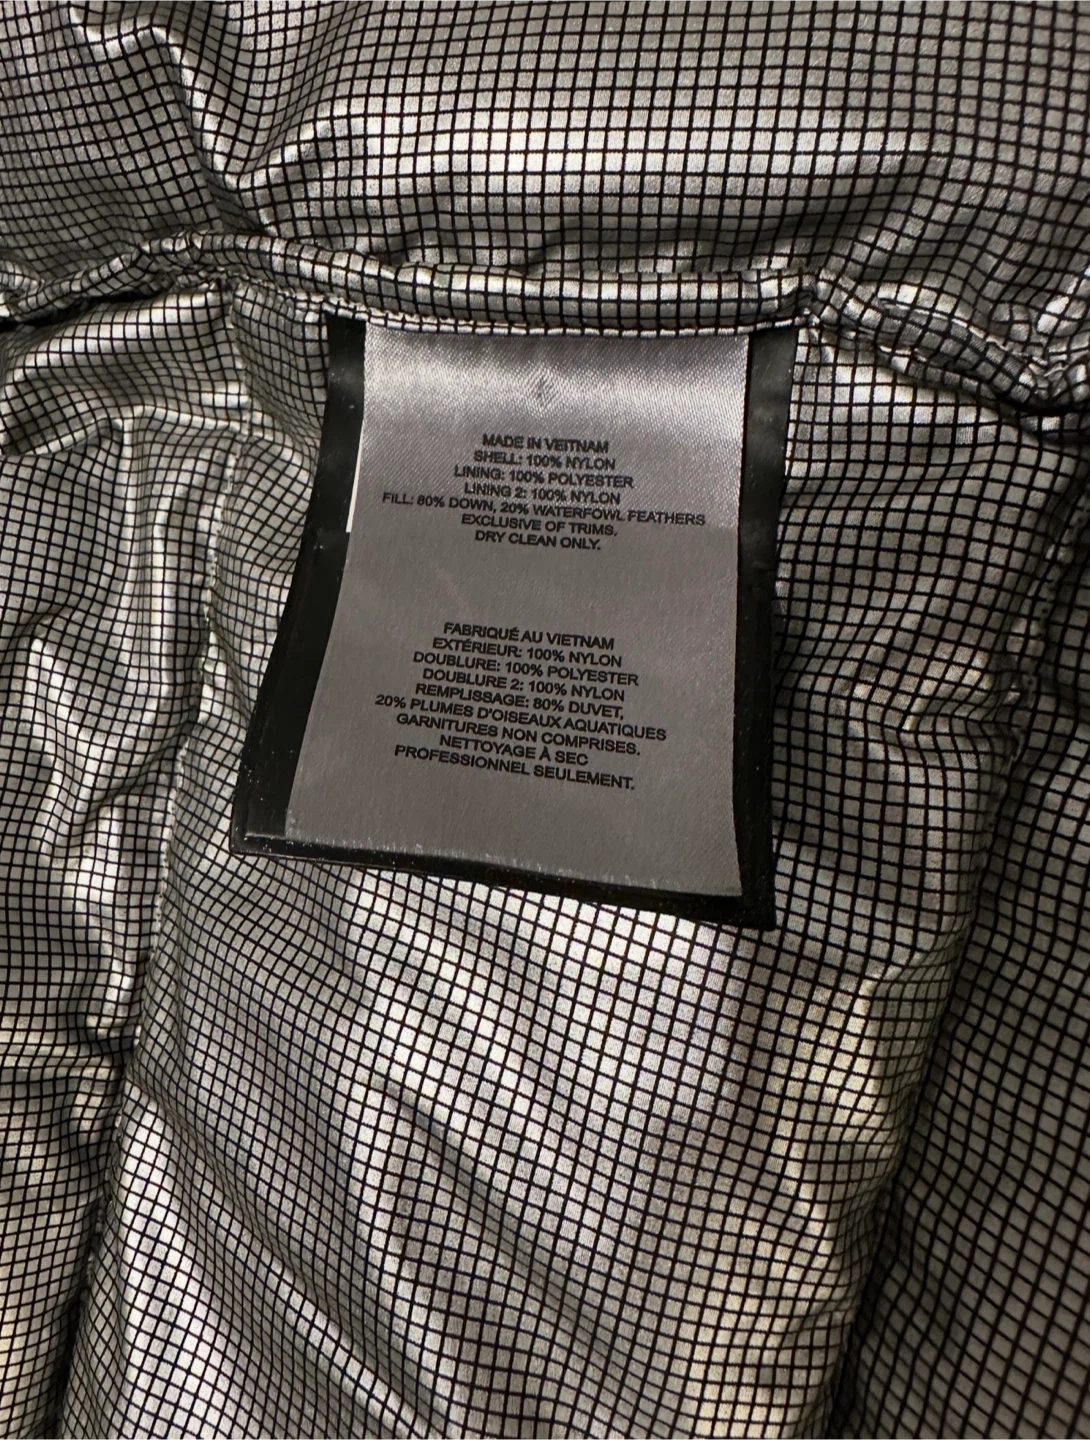 MADE IN VEITNAM
SHELL: 100% NYLON
LINING: 100% POLYESTER
LINING 2: 100% NYLON
FILL: 80% DOWN, 20% WATERFOWL FEATHERS
EXCLUSIVE OF TRIMS.
DRY CLEAN ONLY.
FABRIQUÉ AU VIETNAM
EXTÉRIEUR: 100% NYLON
DOUBLURE: 100% POLYESTER
DOUBLURE 2: 100% NYLON
REMPLISSAGE: 80% DUVET,
20% PLUMES D'OISEAUX AQUATIQUES
GARNITURES NON COMPRISES.
NETTOYAGE À SEC
PROFESSIONNEL SEULEMENT.